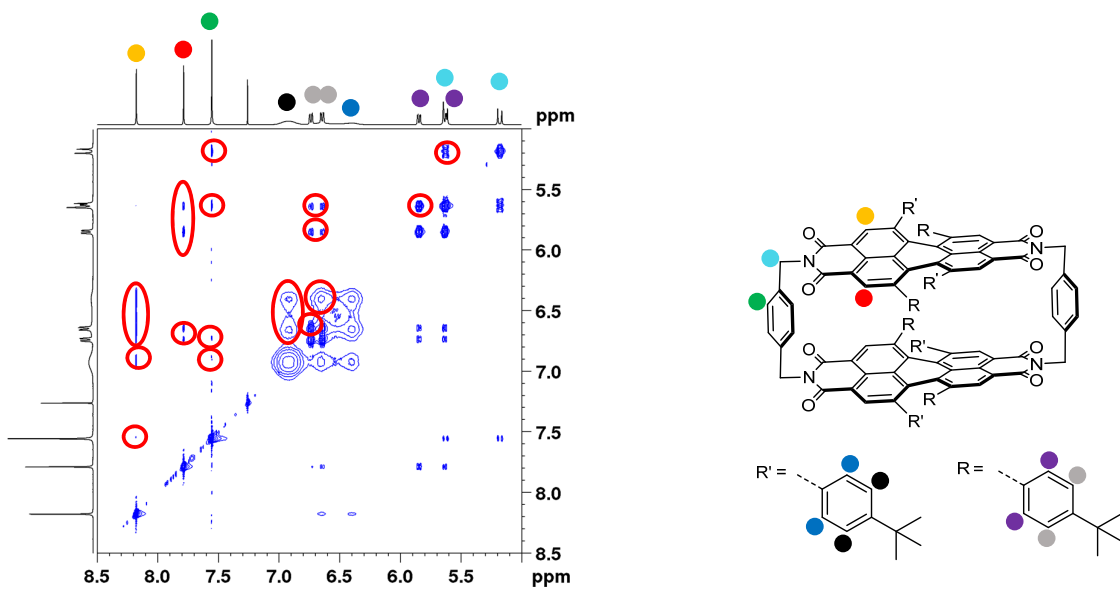 ppm
5.5
6.0
6.5
7.0
7.5
8.0
8.5
8.5 8.0 7.5 7.0 6.5 6.0 5.5 ppm
R'
O R O
N N
O R' O
R
R
O R' O
N N
O R O
R'
R' =
R =